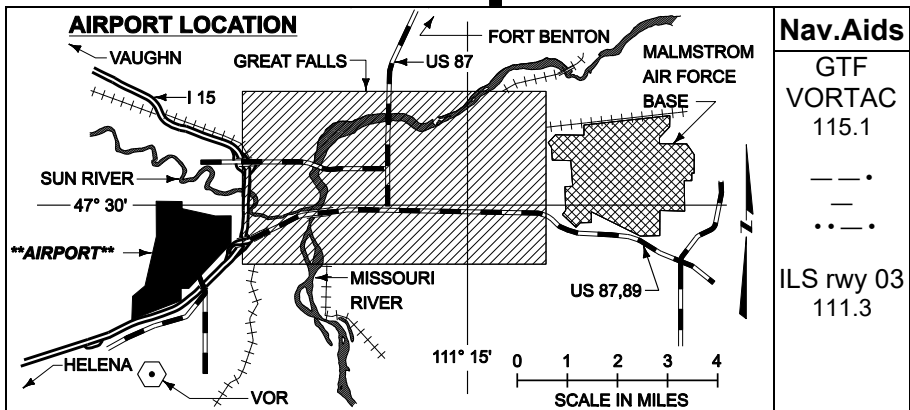 AIRPORT LOCATION
VAUGHN
FORT BENTON
GREAT FALLS
US 87
MALMSTROM
AIR FORCE
BASE
I 15
SUN RIVER
47° 30'
**AIRPORT**
MISSOURI
RIVER
US 87,89
HELENA
VOR
111° 15'
0 1 2 3 4
SCALE IN MILES
N
Nav.Aids
GTF
VORTAC
115.1
— — •
—
• • — •
ILS rwy 03
111.3